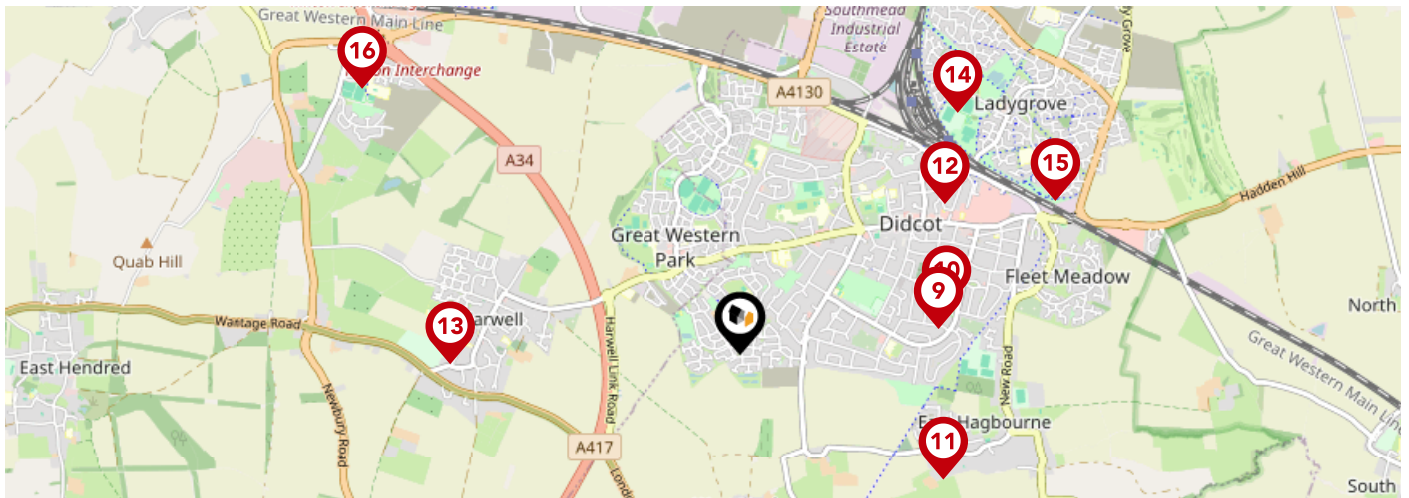 Great Western Main Line
Southmead
Industrial
Estate
16
Interchange
14
Ladygrove
A4130
A34
12
15
Hadden Hill
Didcot
Great Western
Park
Quab Hill
10
9
Fleet Meadow
North
13
Wantage Road
Harwell Link Road
East Hendred
Newbury Road
New Road
Great Western Main Line
Hagbourne
11
A417
South